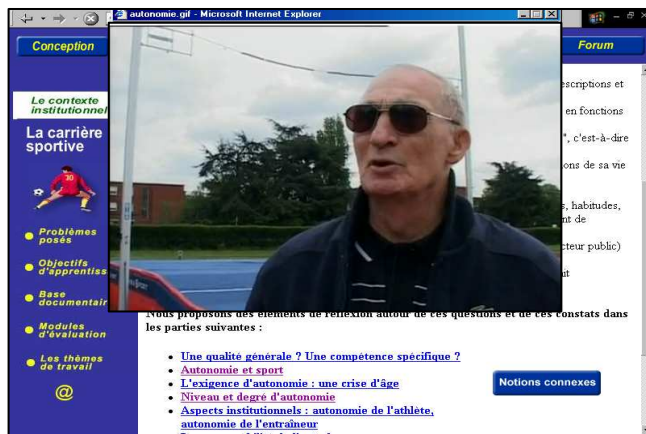 autonomie.gif - Microsoft Internet Explorer
Conception
Forum
Le contexte
institutionnel
La carrière
sportive
Problèmes
posés
Objectifs
d'apprentiss
Base
documentair
Modules
d'évaluation
Les thèmes
de travail
@
escriptions et
en fonctions
", c'est-à-dire
ons de sa vie
s, habitudes,
nt de
cteur public)
Nous proposons des éléments de réflexion autour de ces questions et de ces constats dans
les parties suivantes :
Une qualité générale ? Une compétence spécifique ?
Autonomie et sport
L'exigence d'autonomie : une crise d'âge
Niveau et degré d'autonomie
Aspects institutionnels : autonomie de l'athlète,
autonomie de l'entraîneur
Notions connexes